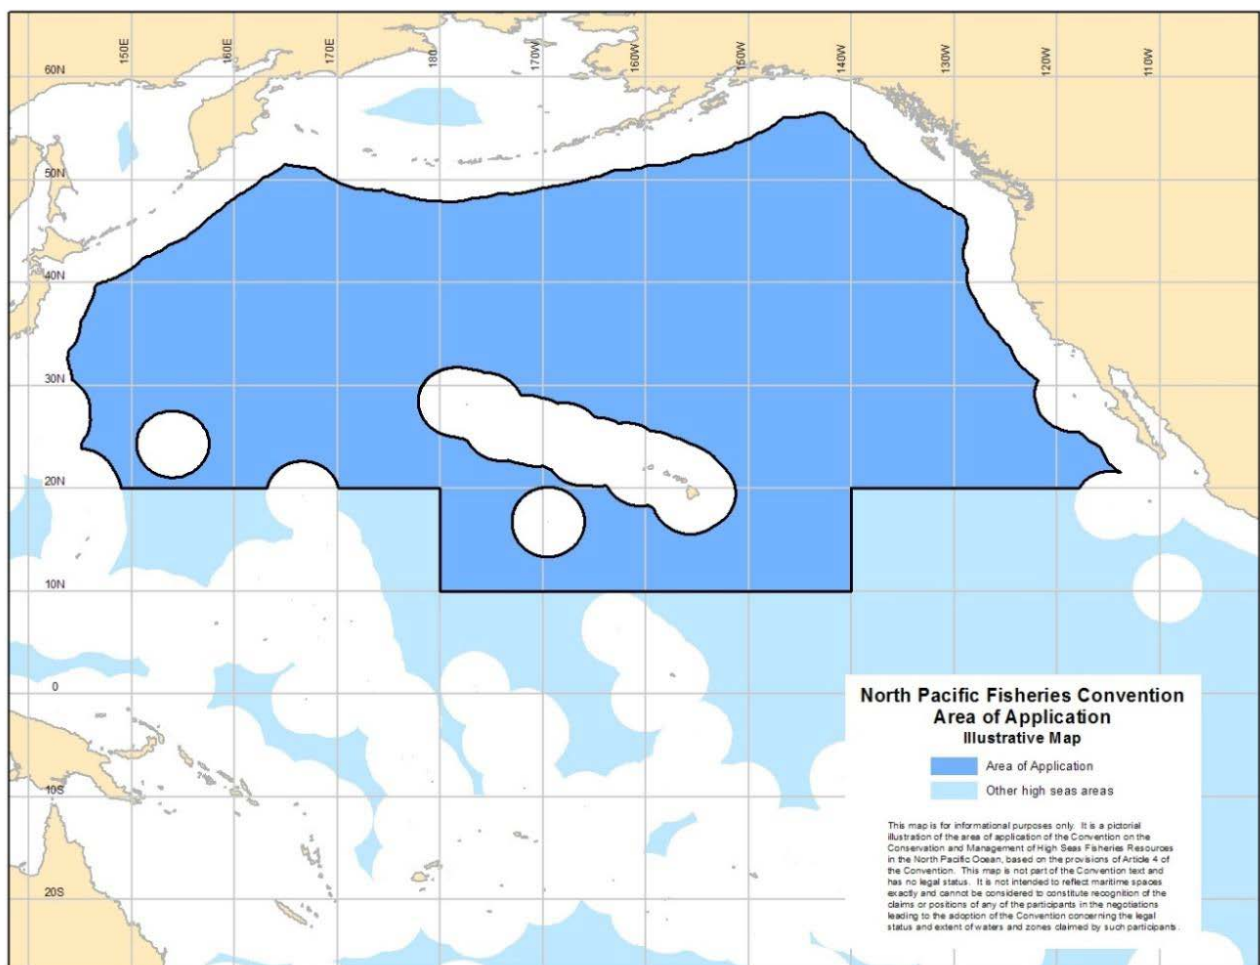 150E
160E
170E
180
170W
160W
150W
140W
130W
120W
110W
60N
50N
40N
30N
20N
10N
0
10S
20S
North Pacific Fisheries Convention
Area of Application
Illustrative Map
Area of Application
Other high seas areas
This map is for informational purposes only. It is a pictorial
illustration of the area of application of the Convention on the
Conservation and Management of High Seas Fisheries Resources
in the North Pacific Ocean, based on the provisions of Article 4 of
the Convention. This map is not part of the Convention text and
has no legal status. It is not intended to reflect maritime spaces
exactly and cannot be considered to constitute recognition of the
claims or positions of any of the participants in the negotiations
leading to the adoption of the Convention concerning the legal
status and extent of waters and zones claimed by such participants.